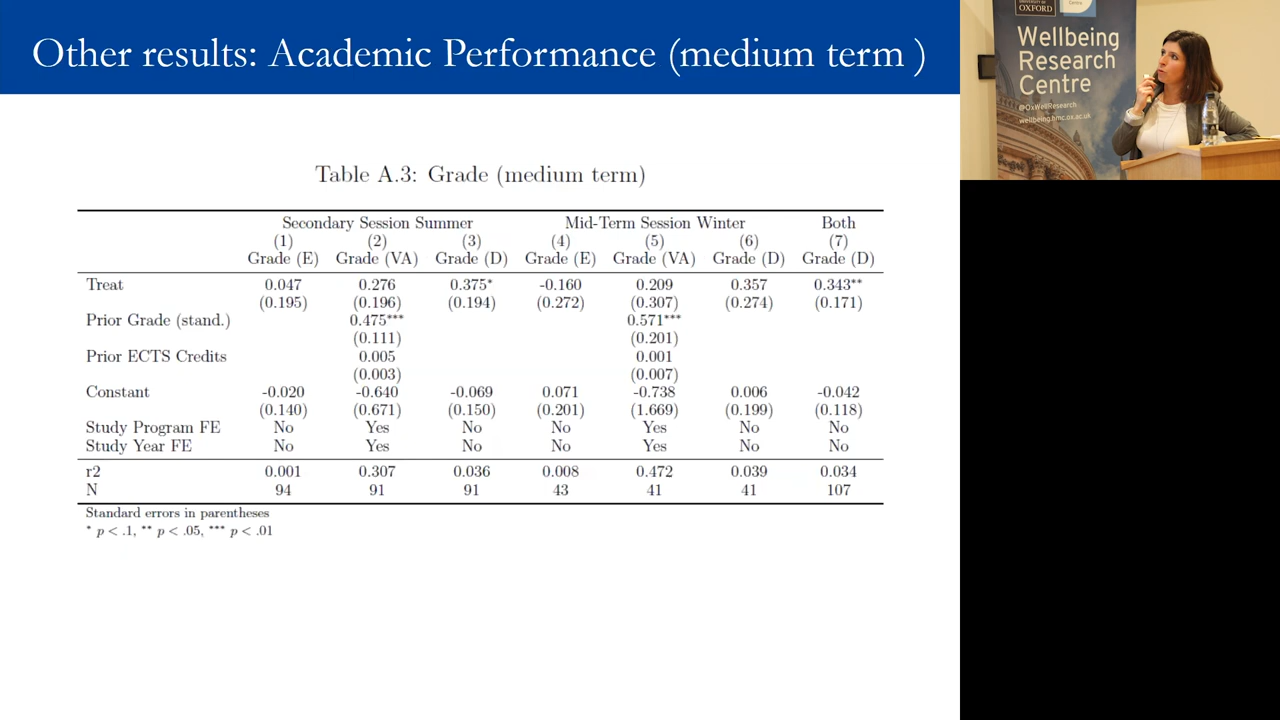 Other results: Academic Performance (medium term )
Table A.3: Grade (medium term)
Secondary Session Summer Mid-Term Session Winter Both
(1) (2) (3) (4) (5) (6) (7)
Grade (E) Grade (VA) Grade (D) Grade (E) Grade (VA) Grade (D) Grade (D)
Treat 0.047 0.276 0.375* -0.160 0.209 0.357 0.343**
(0.195) (0.196) (0.194) (0.272) (0.307) (0.274) (0.171)
Prior Grade (stand.) 0.475*** 0.571***
(0.111) (0.201)
Prior ECTS Credits 0.005 0.001
(0.003) (0.007)
Constant -0.020 -0.640 -0.069 0.071 -0.738 0.006 -0.042
(0.140) (0.671) (0.150) (0.201) (1.669) (0.199) (0.118)
Study Program FE No Yes No No Yes No No
Study Year FE No Yes No No Yes No No
r2 0.001 0.307 0.036 0.008 0.472 0.039 0.034
N 94 91 91 43 41 41 107
Standard errors in parentheses
* p < .1, ** p < .05, *** p < .01
OXFORD
Centre
Wellbeing
Research
Centre
@OxWellResearch
wellbeing.hmc.ox.ac.uk